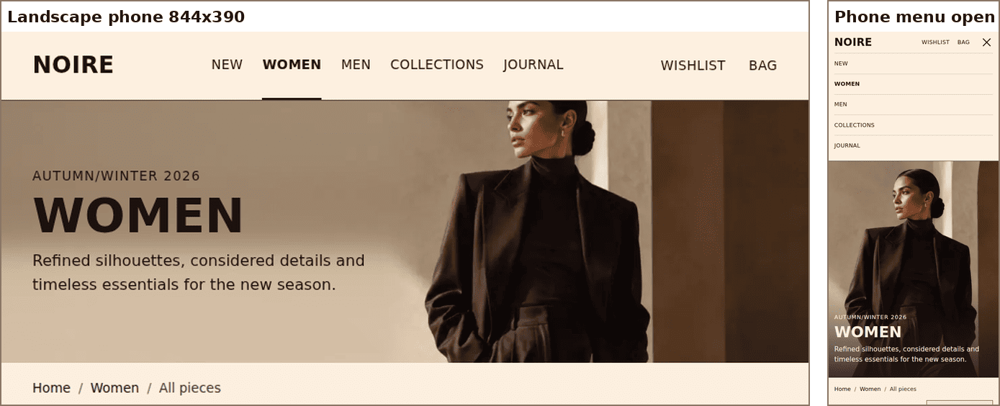 Landscape phone 844x390
NOIRE NEW WOMEN MEN COLLECTIONS JOURNAL WISHLIST BAG
AUTUMN/WINTER 2026
WOMEN
Refined silhouettes, considered details and
timeless essentials for the new season.
Home / Women / All pieces
Phone menu open
NOIRE WISHLIST BAG
NEW
WOMEN
MEN
COLLECTIONS
JOURNAL
AUTUMN/WINTER 2026
WOMEN
Refined silhouettes, considered details and
timeless essentials for the new season.
Home / Women / All pieces